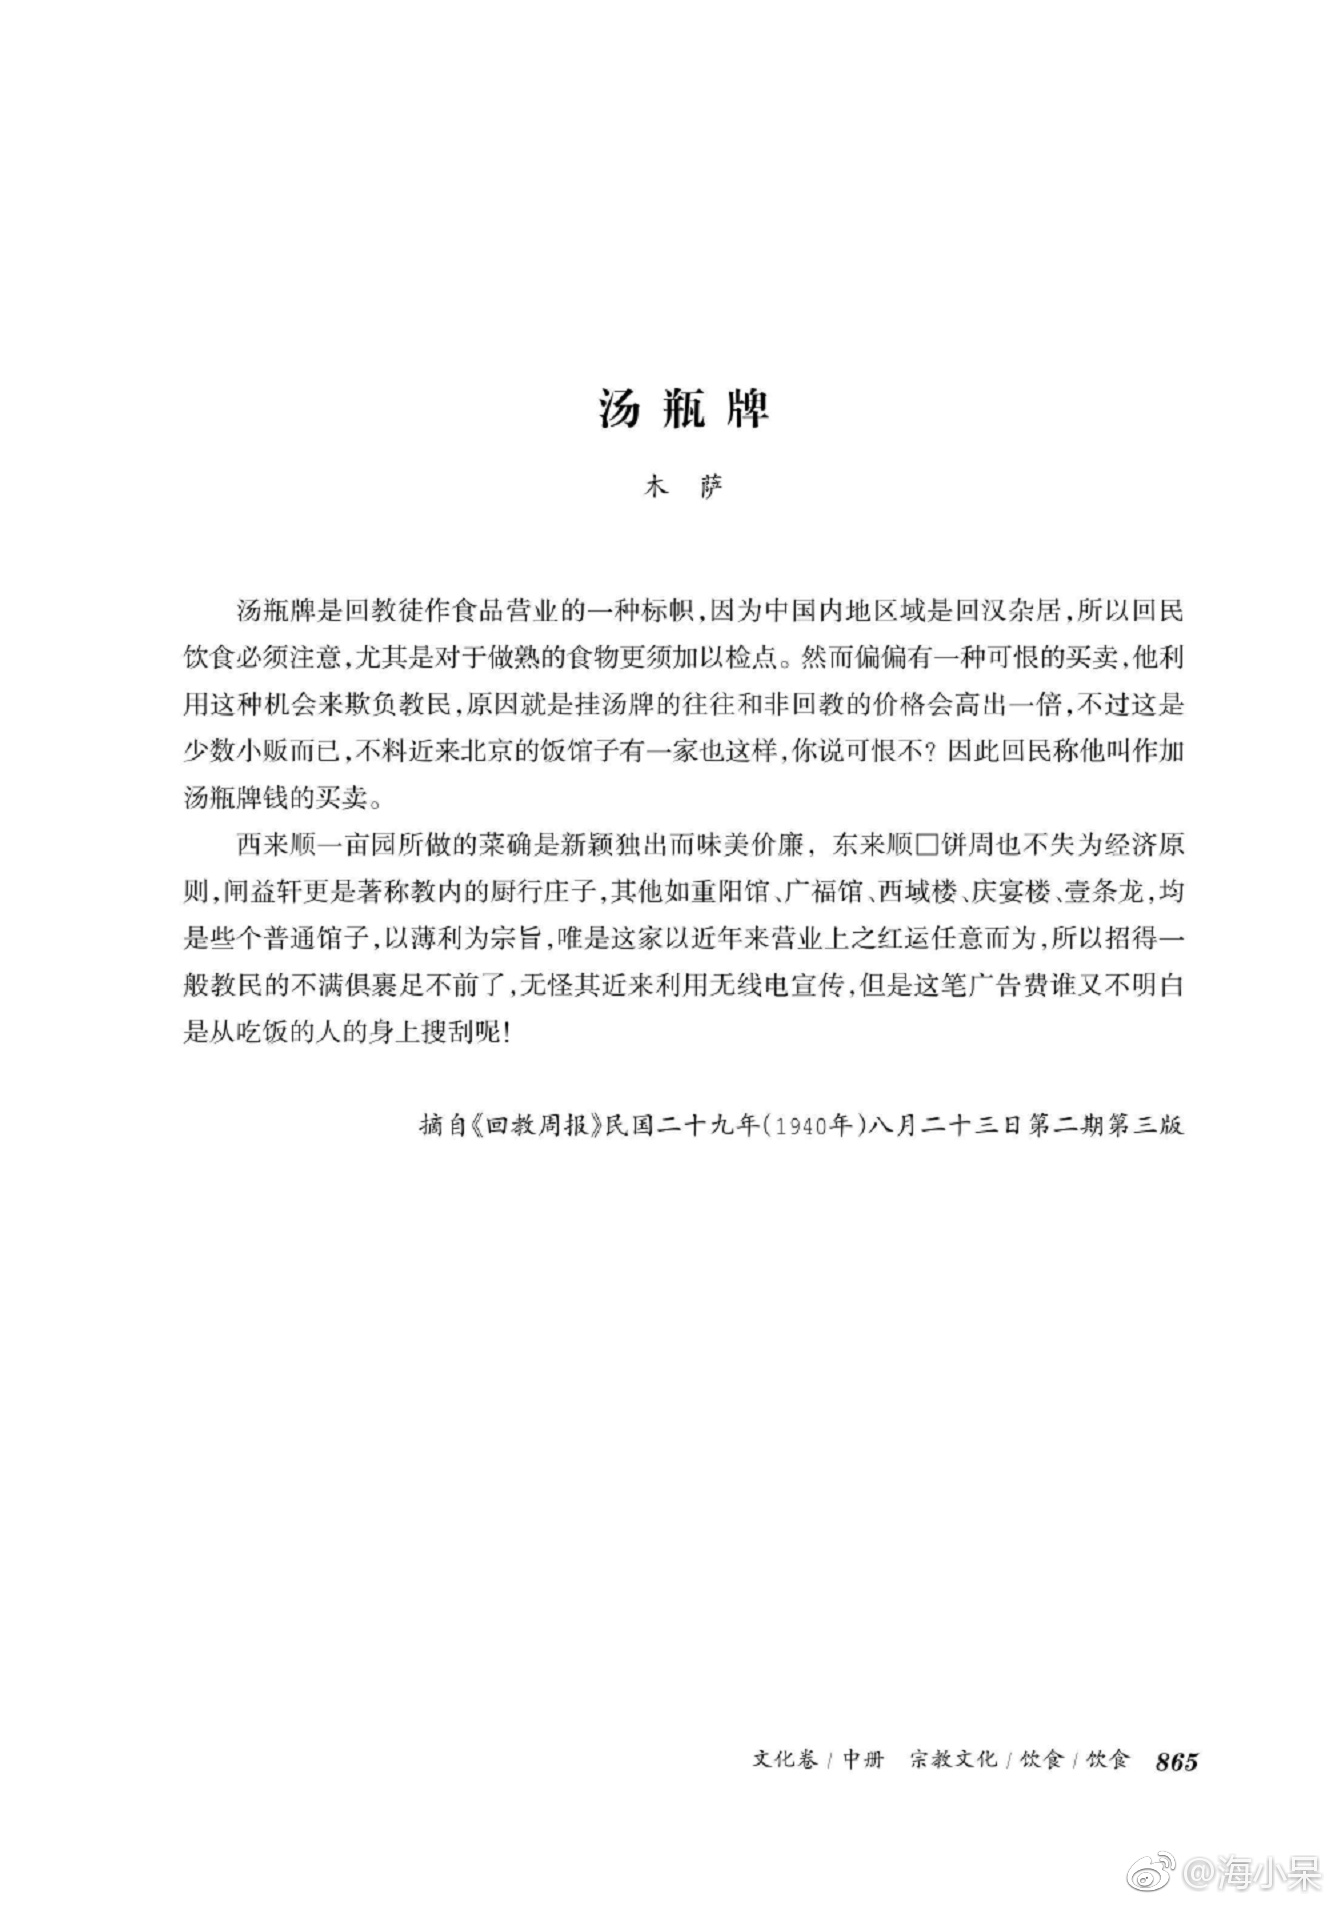 汤瓶牌
木 萨
汤瓶牌是回教徒作食品营业的一种标帜,因为中国内地区域是回汉杂居,所以回民
饮食必须注意,尤其是对于做熟的食物更须加以检点。然而偏偏有一种可恨的买卖,他利
用这种机会来欺负教民,原因就是挂汤牌的往往和非回教的价格会高出一倍,不过这是
少数小贩而已,不料近来北京的饭馆子有一家也这样,你说可恨不?因此回民称他叫作加
汤瓶牌钱的买卖。
西来顺一亩园所做的菜确是新颖独出而味美价廉,东来顺□饼周也不失为经济原
则,闸益轩更是著称教内的厨行庄子,其他如重阳馆、广福馆、西域楼、庆宴楼、壹条龙,均
是些个普通馆子,以薄利为宗旨,唯是这家以近年来营业上之红运任意而为,所以招得一
般教民的不满俱裹足不前了,无怪其近来利用无线电宣传,但是这笔广告费谁又不明白
是从吃饭的人的身上搜刮呢!
摘自《回教周报》民国二十九年(1940年)八月二十三日第二期第三版
文化卷/中册 宗教文化/饮食/饮食 865
@海小呆